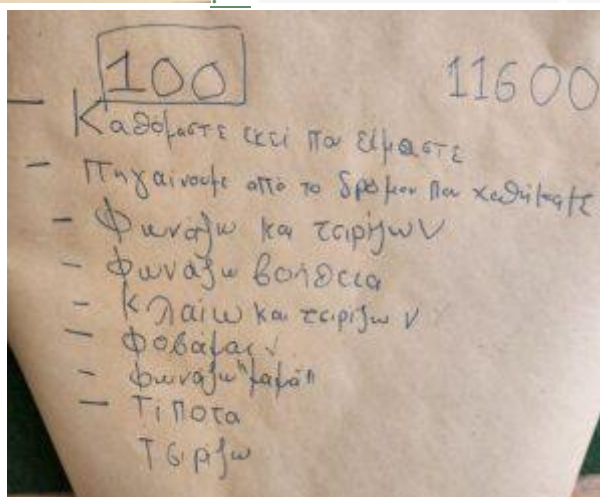 100 11600
- Καθόμαστε εκεί που είμαστε
- Πηγαίνουμε από το δρόμον που χαθήκαμε
- Φωνάζω και τσιρίζω √
- Φωνάζω βοήθεια
- Κλαίω και τσιρίζω √
- Φοβάμαι √
- Φωνάζω "μαμά"
- Τίποτα
Τσιρίζω